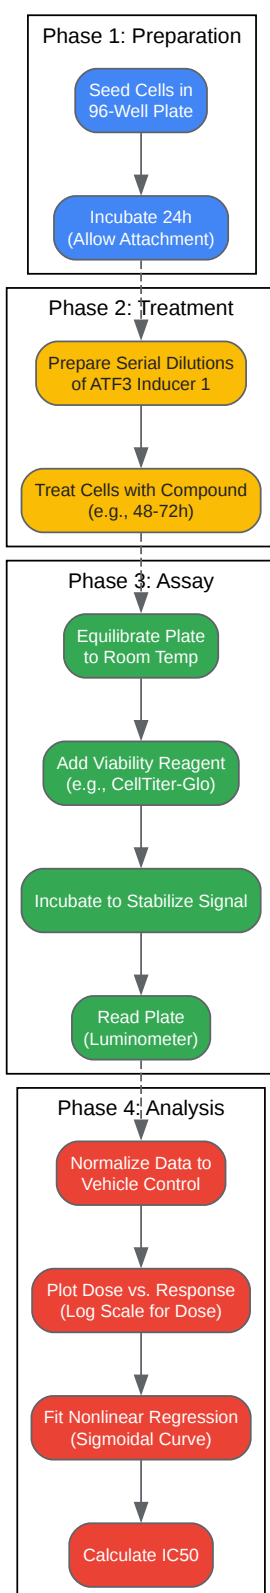 Phase 1: Preparation
Seed Cells in
96-Well Plate
Incubate 24h
(Allow Attachment)
Phase 2: Treatment
Prepare Serial Dilutions
of ATF3 Inducer 1
Treat Cells with Compound
(e.g., 48-72h)
Phase 3: Assay
Equilibrate Plate
to Room Temp
Add Viability Reagent
(e.g., CellTiter-Glo)
Incubate to Stabilize Signal
Read Plate
(Luminometer)
Phase 4: Analysis
Normalize Data to
Vehicle Control
Plot Dose vs. Response
(Log Scale for Dose)
Fit Nonlinear Regression
(Sigmoidal Curve)
Calculate IC50